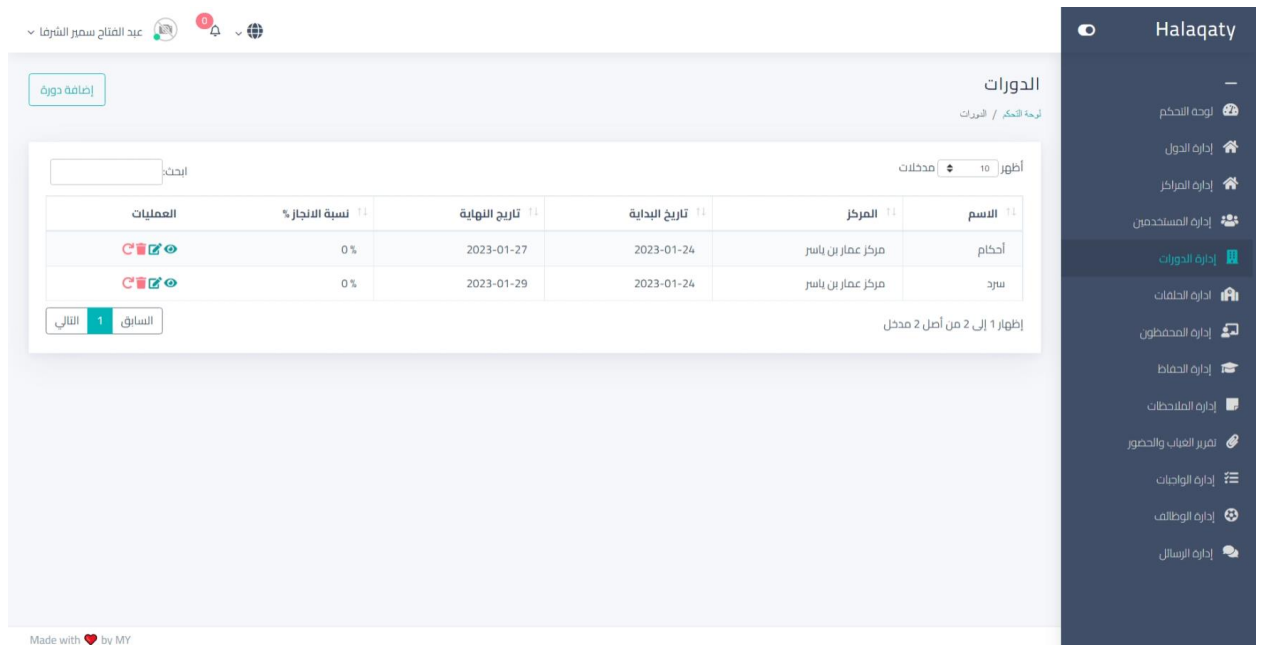 Halaqaty
عبد الفتاح سمير الشرفا
0
لوحة التحكم
إدارة الدول
إدارة المراكز
إدارة المستخدمين
إدارة الدورات
ادارة الحلقات
إدارة المحفظون
إدارة الحفاظ
إدارة الملاحظات
تقرير الغياب والحضور
إدارة الواجبات
إدارة الوظائف
إدارة الرسائل
الدورات
لوحة التحكم / الدورات
إضافة دورة
أظهر 10 مدخلات
ابحث:
الاسم المركز تاريخ البداية تاريج النهاية نسبة الانجاز % العمليات
أحكام مركز عمار بن ياسر 2023-01-24 2023-01-27 0 %
سرد مركز عمار بن ياسر 2023-01-24 2023-01-29 0 %
إظهار 1 إلى 2 من أصل 2 مدخل
السابق 1 التالي
Made with by MY